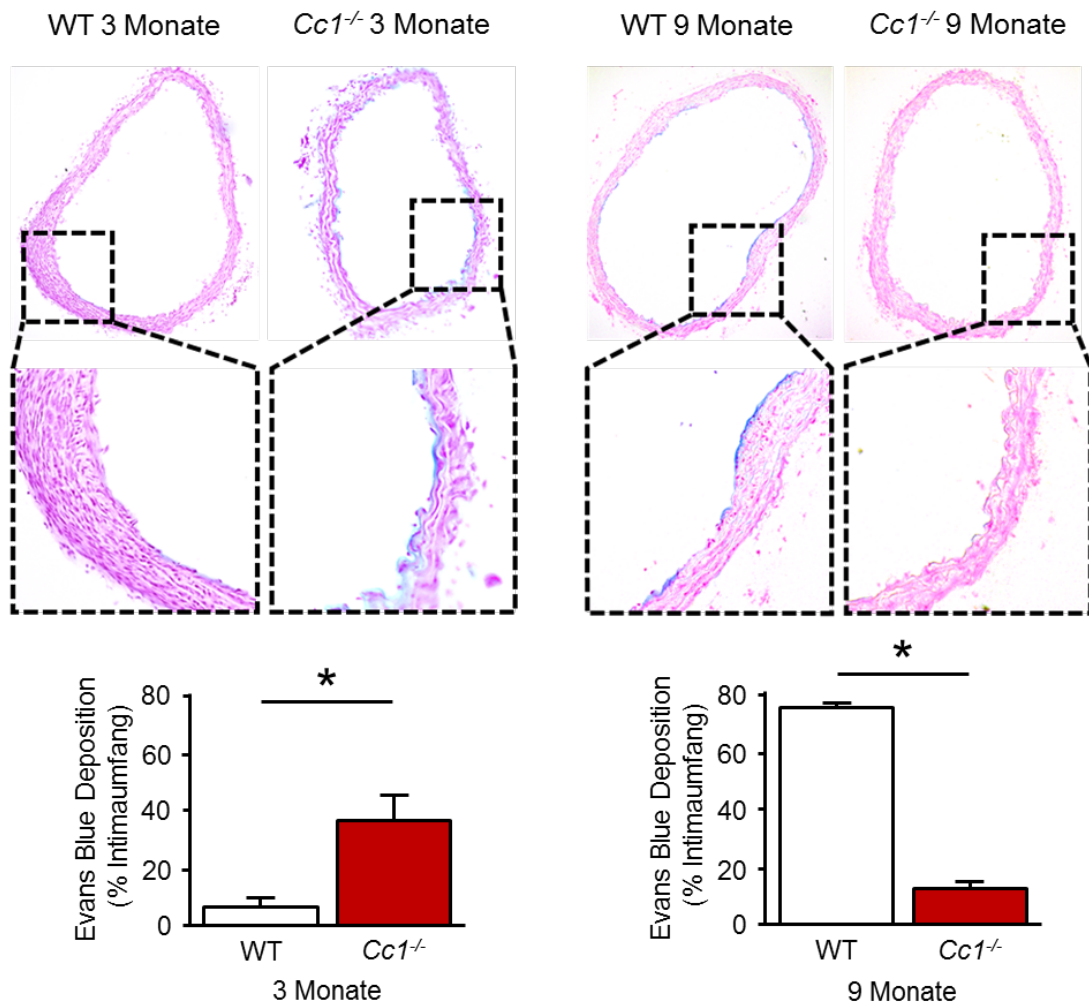 WT 3 Monate
Cc1-/- 3 Monate
WT 9 Monate
Cc1-/- 9 Monate
Evans Blue Deposition
(% Intimaumfang)
80
60
40
20
0
*
WT
Cc1-/-
3 Monate
Evans Blue Deposition
(% Intimaumfang)
80
60
40
20
0
*
WT
Cc1-/-
9 Monate